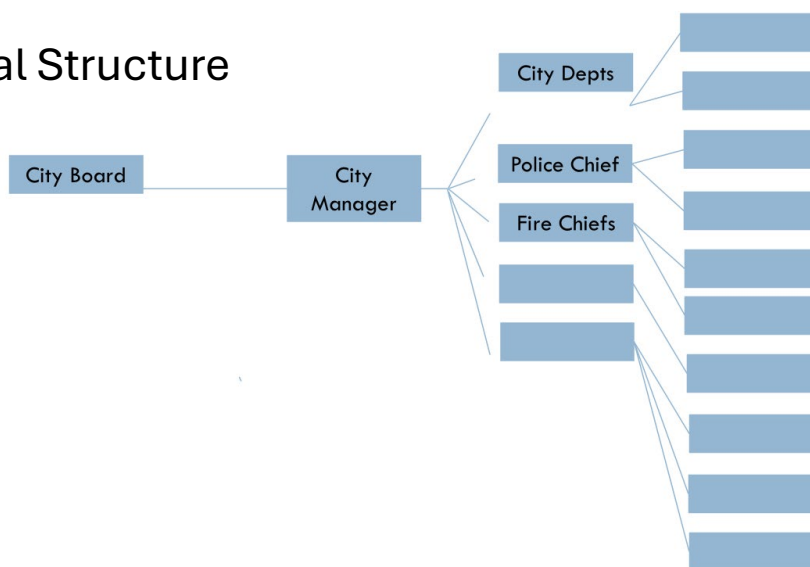 al Structure
City Depts
City Board
City
Manager
Police Chief
Fire Chiefs